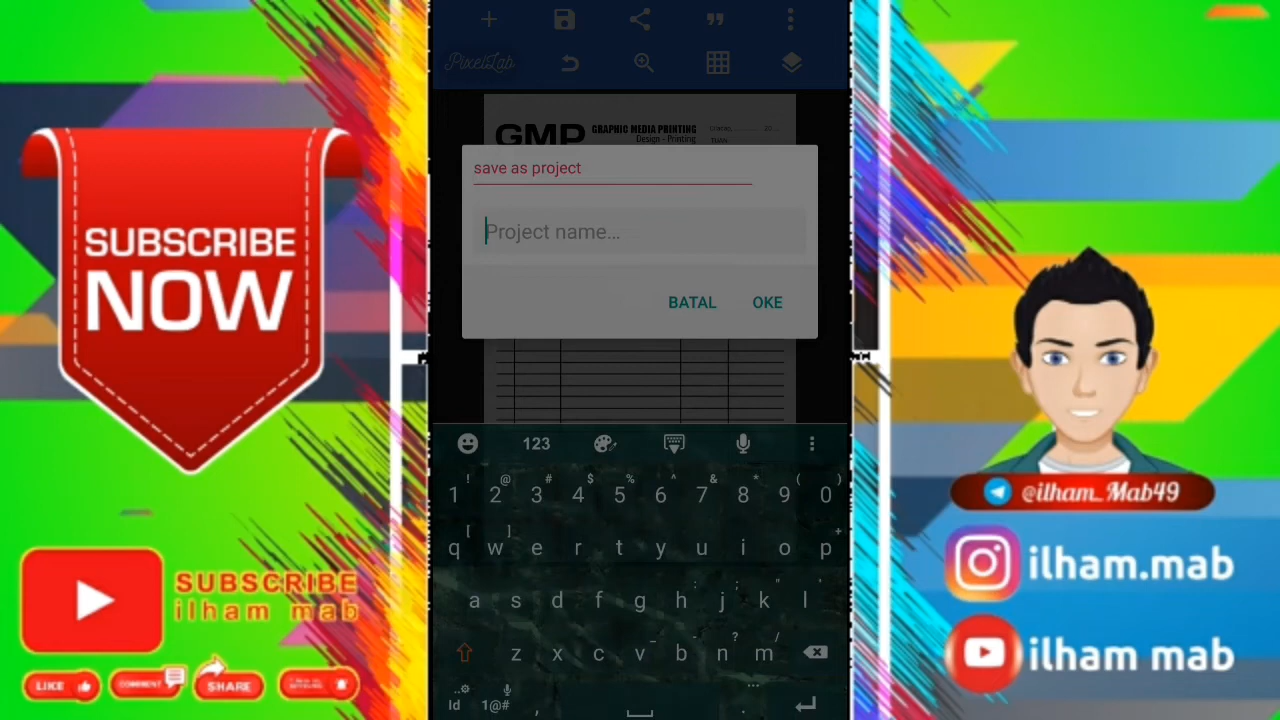 SUBSCRIBE
NOW
SUBSCRIBE
ilham mab
LIKE
COMMENT
SHARE
PixelLab
GMP GRAPHIC MEDIA PRINTING
Design - Printing
save as project
Project name...
BATAL OKE
123
! @ # $ % ^ & * ( )
1 2 3 4 5 6 7 8 9 0
[ ] +
q w e r t y u i o p
: ; " '
a s d f g h j k l
_ - ? /
z x c v b n m
Id 1@# , .
@ilham_Mab49
ilham.mab
ilham mab